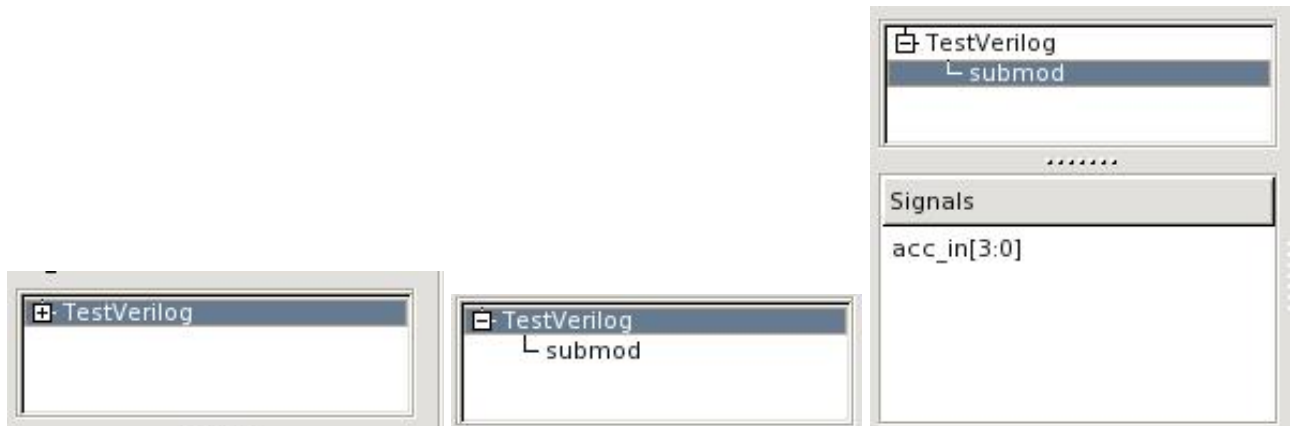 TestVerilog
TestVerilog
submod
TestVerilog
submod
Signals
acc_in[3:0]